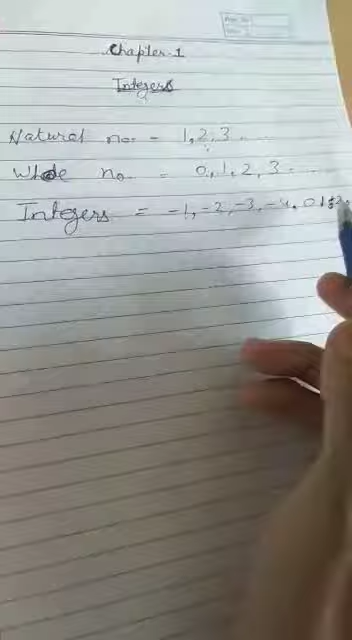 Chapter-1
Integers
Natural no. = 1, 2, 3 ....
Whole no. = 0, 1, 2, 3 ....
Integers = -1, -2, -3, -4, 0, 1, 2,